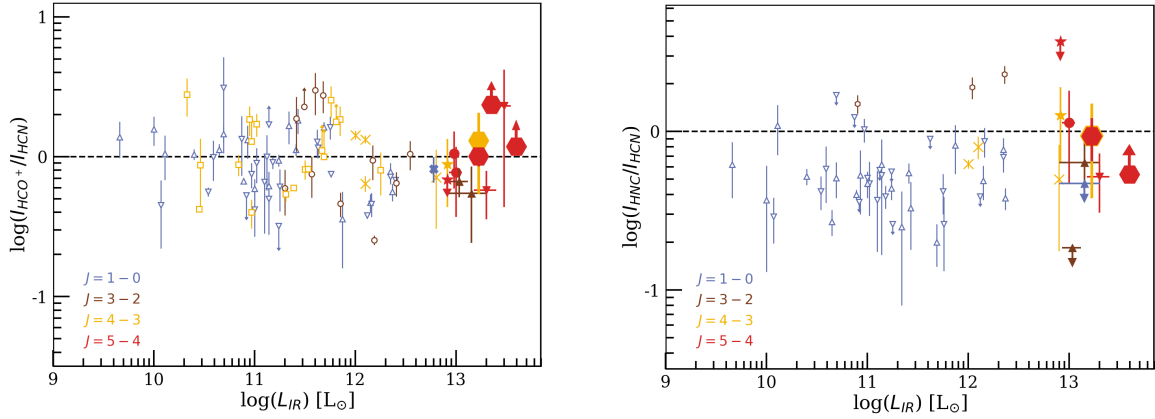 log(I_HCO+/I_HCN)
1
0
-1
J = 1 − 0
J = 3 − 2
J = 4 − 3
J = 5 − 4
9 10 11 12 13
log(L_IR) [L⊙]
log(I_HNC/I_HCN)
0
-1
J = 1 − 0
J = 3 − 2
J = 4 − 3
J = 5 − 4
9 10 11 12 13
log(L_IR) [L⊙]